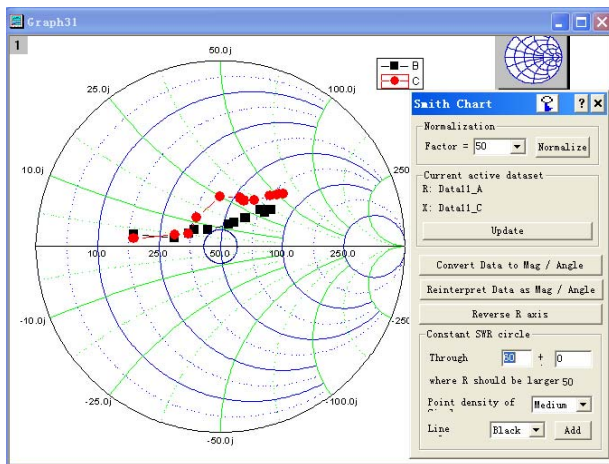 Graph31
1
50.0j
B
C
25.0j
100.0j
10.0j
250
10.0
25.0
50.0
100.0
250.0
-10.0j
-250
-25.0j
-100.0j
-50.0j
Smith Chart
?
Normalization
Factor = 50
Normalize
Current active dataset
R: Data11_A
X: Data11_C
Update
Convert Data to Mag / Angle
Reinterpret Data as Mag / Angle
Reverse R axis
Constant SWR circle
Through 60 + 0
where R should be larger 50
Point density of Medium
Line Black Add